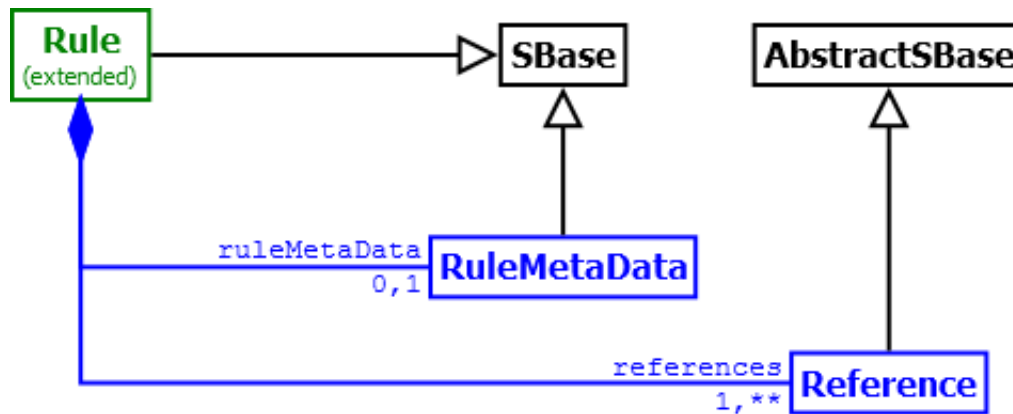 Rule
(extended)
SBase
AbstractSBase
ruleMetaData
0,1
RuleMetaData
references
1,**
Reference